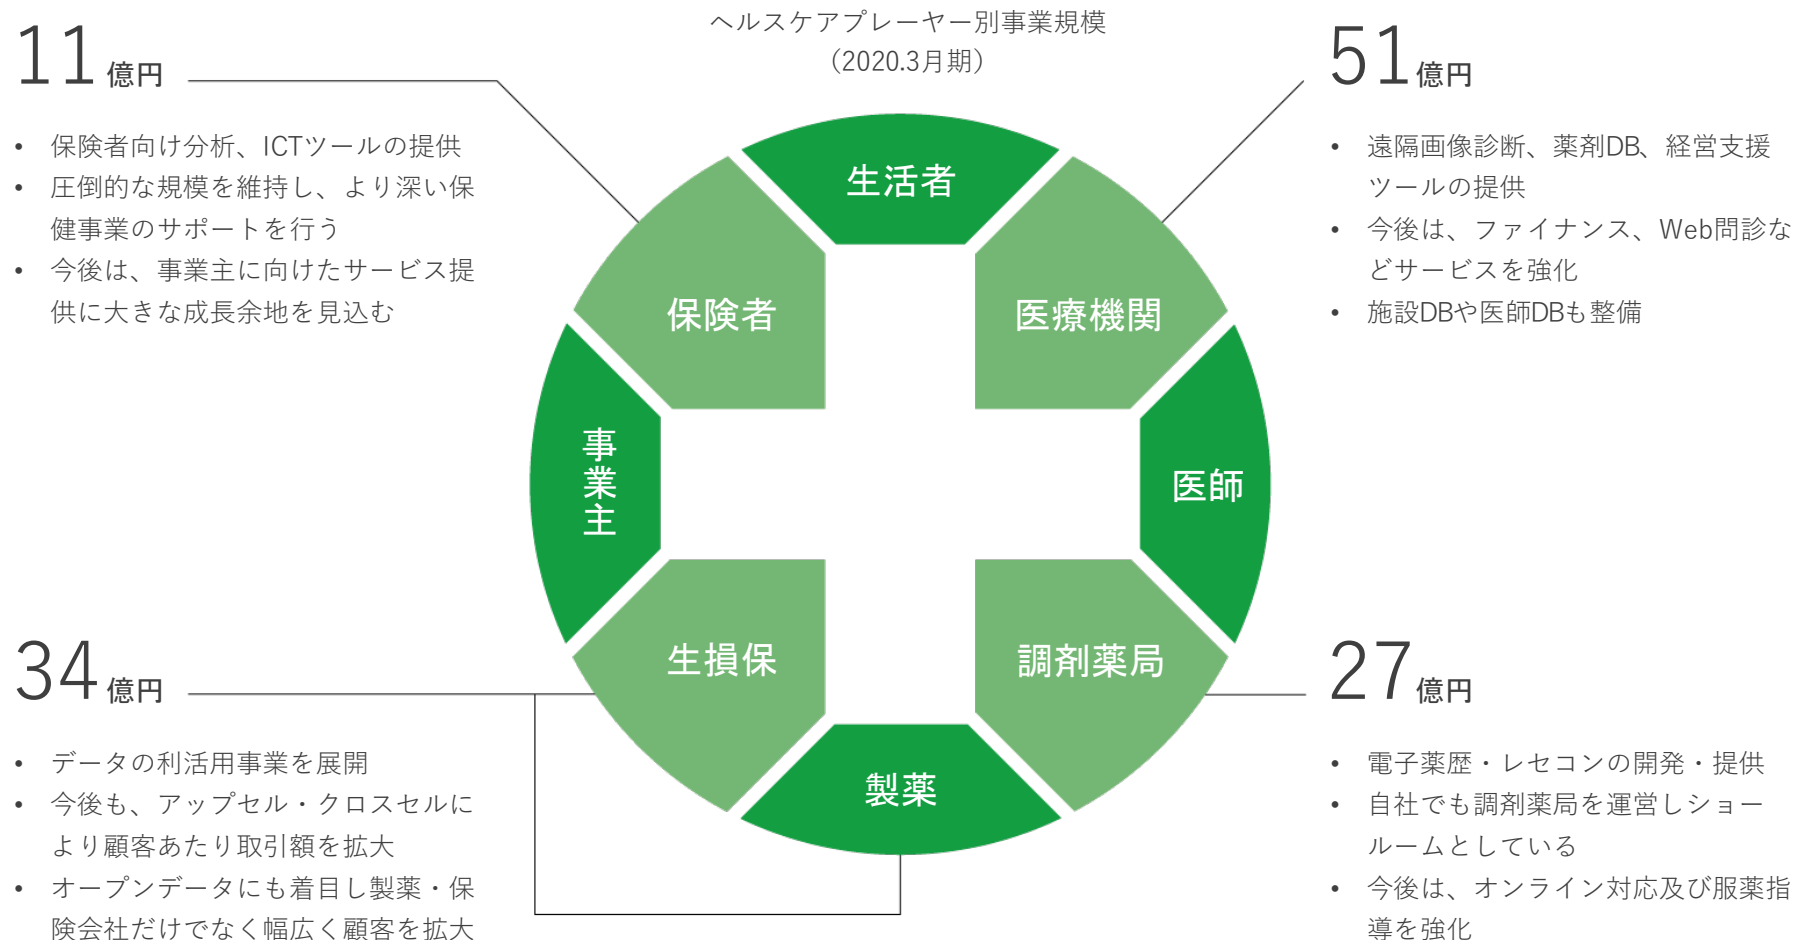 ヘルスケアプレーヤー別事業規模
（2020.3月期）
11億円
• 保険者向け分析、ICTツールの提供
• 圧倒的な規模を維持し、より深い保
健事業のサポートを行う
• 今後は、事業主に向けたサービス提
供に大きな成長余地を見込む
51億円
• 遠隔画像診断、薬剤DB、経営支援
ツールの提供
• 今後は、ファイナンス、Web問診な
どサービスを強化
• 施設DBや医師DBも整備
生活者
保険者
医療機関
事業主
医師
生損保
調剤薬局
製薬
34億円
• データの利活用事業を展開
• 今後も、アップセル・クロスセルに
より顧客あたり取引額を拡大
• オープンデータにも着目し製薬・保
険会社だけでなく幅広く顧客を拡大
27億円
• 電子薬歴・レセコンの開発・提供
• 自社でも調剤薬局を運営しショー
ルームとしている
• 今後は、オンライン対応及び服薬指
導を強化